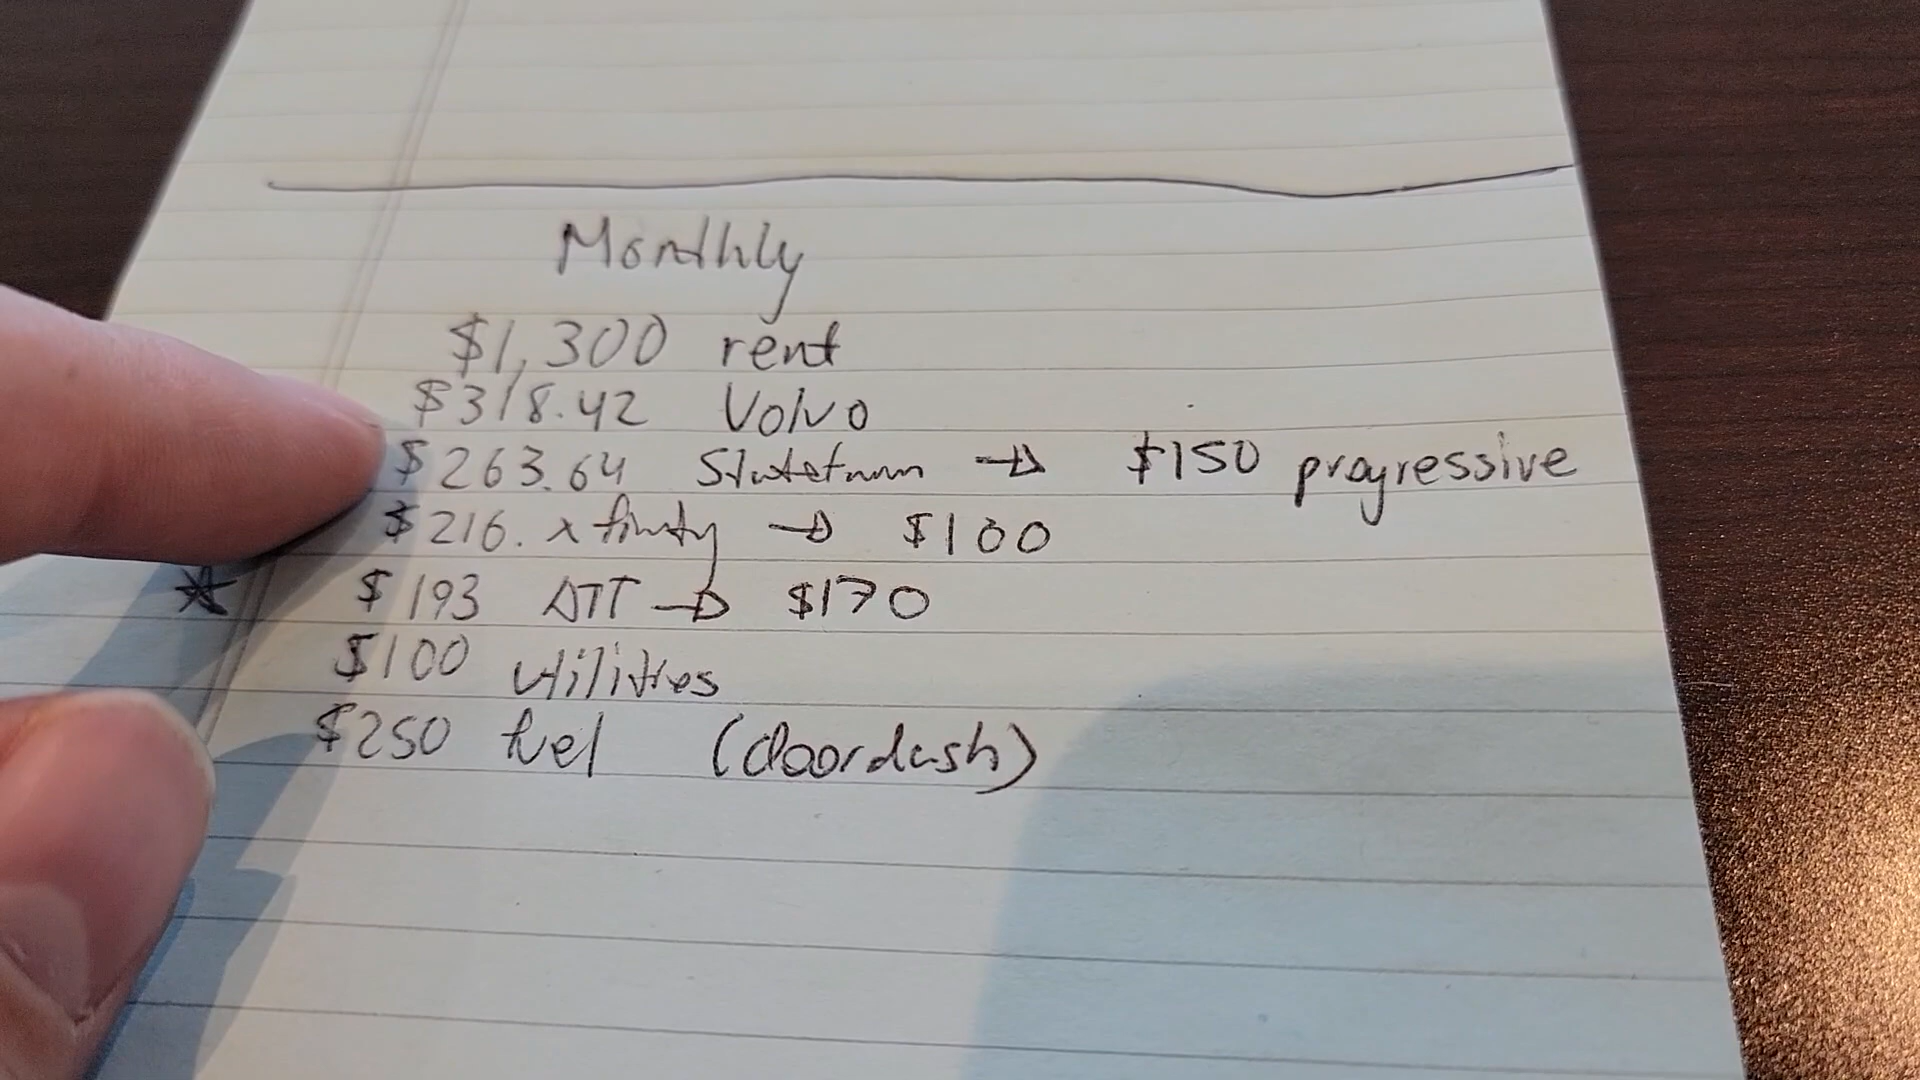 Monthly
$1,300 rent
$318.42 Volvo
$263.64 Statefarm → $150 progressive
$216. xfinity → $100
☆ $193 ATT → $170
$100 utilities
$250 fuel (doordash)